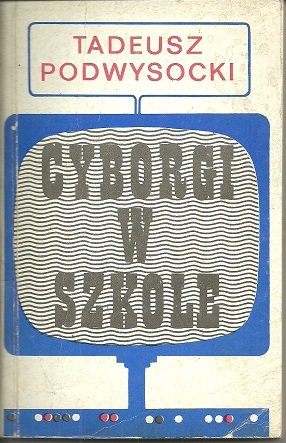 TADEUSZ
PODWYSOCKI
CYBORGI
W
SZKOLE